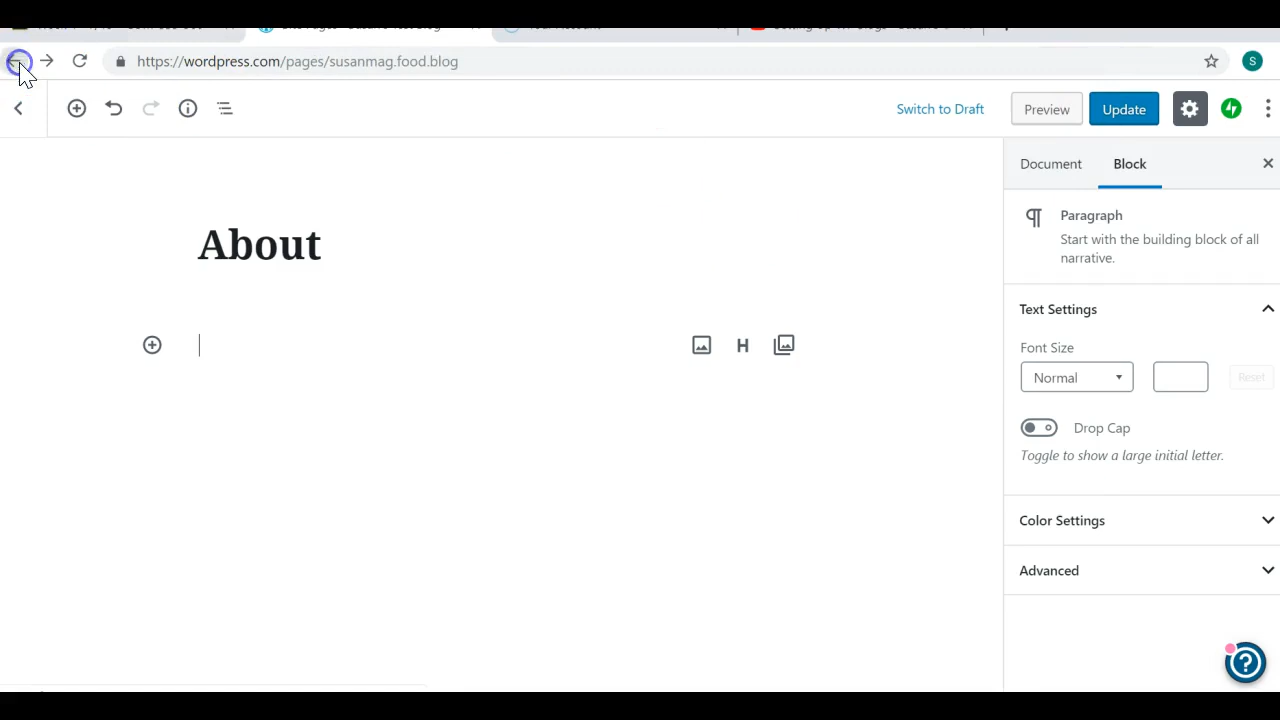 https://wordpress.com/pages/susanmag.food.blog
S
Switch to Draft
Preview
Update
Document
Block
About
Paragraph
Start with the building block of all
narrative.
Text Settings
Font Size
Normal
Reset
H
Drop Cap
Toggle to show a large initial letter.
Color Settings
Advanced